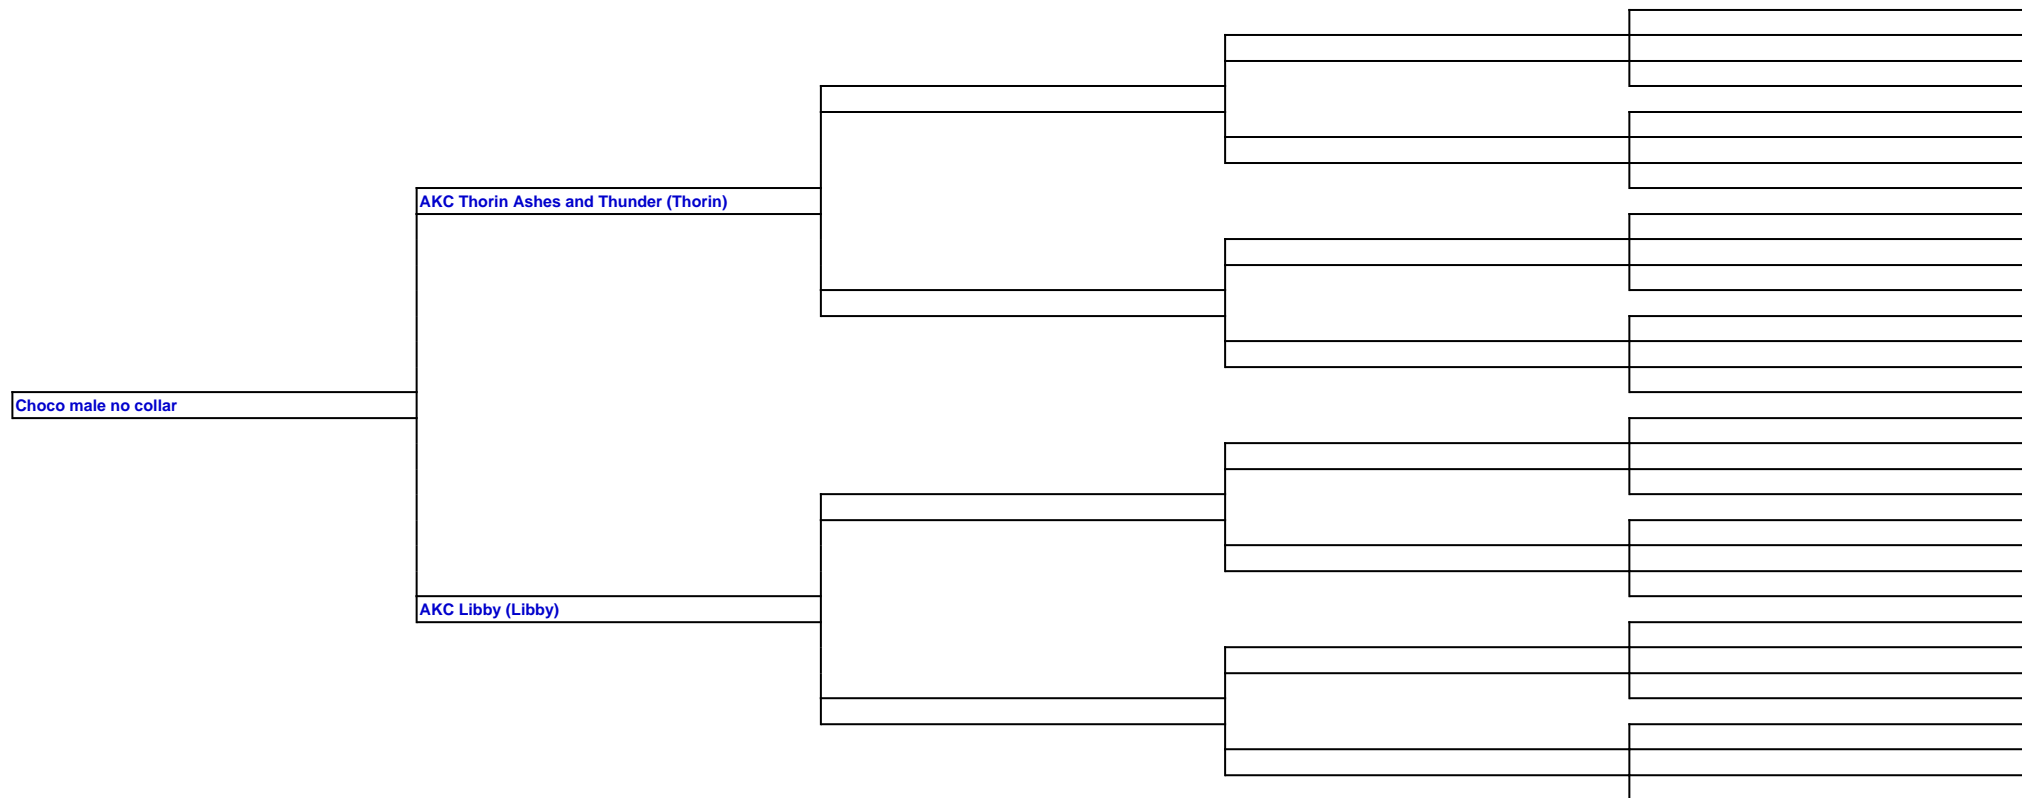 AKC Thorin Ashes and Thunder (Thorin)
Choco male no collar
AKC Libby (Libby)